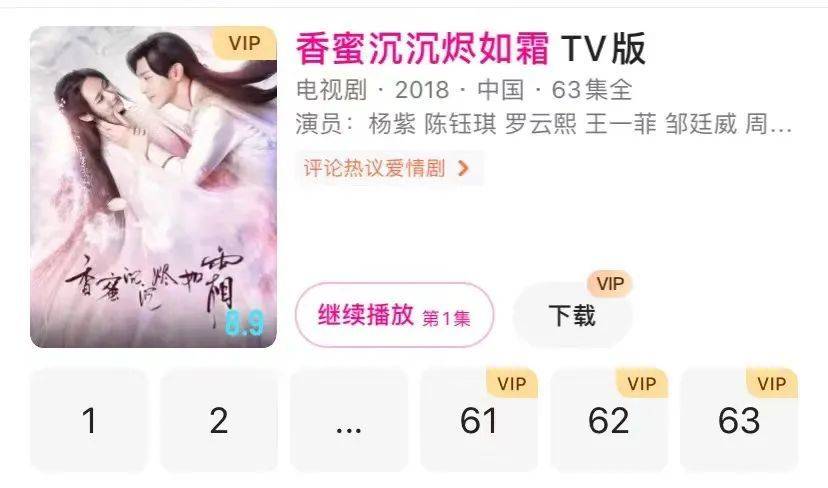 VIP
香蜜沉沉烬如霜 TV版
电视剧 · 2018 · 中国 · 63集全
演员：杨紫 陈钰琪 罗云熙 王一菲 邹廷威 周...
评论热议爱情剧 >
香蜜沉沉烬如霜
8.9
继续播放 第1集
下载
VIP
1
2
...
61
VIP
62
VIP
63
VIP